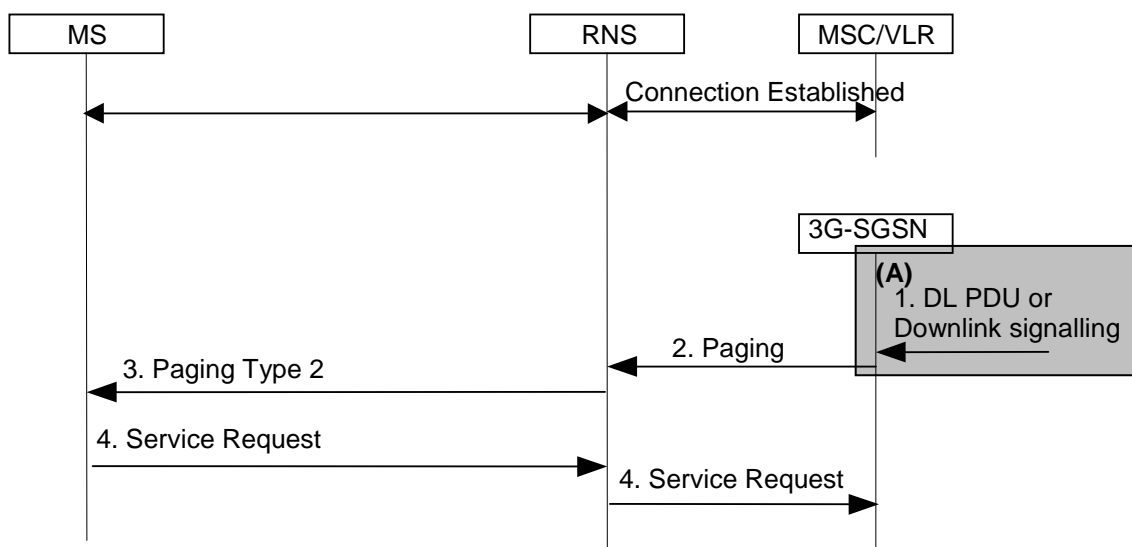 MS
RNS
MSC/VLR
Connection Established
3G-SGSN
(A)
1. DL PDU or
Downlink signalling
2. Paging
3. Paging Type 2
4. Service Request
4. Service Request